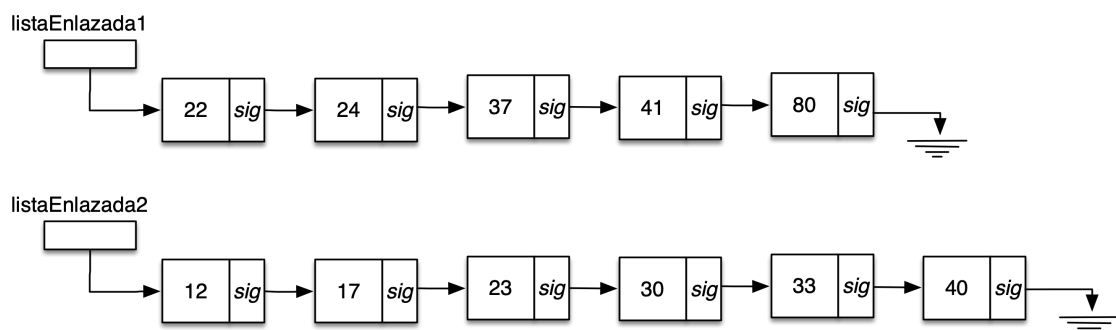 listaEnlazada1
22 sig 24 sig 37 sig 41 sig 80 sig
listaEnlazada2
12 sig 17 sig 23 sig 30 sig 33 sig 40 sig